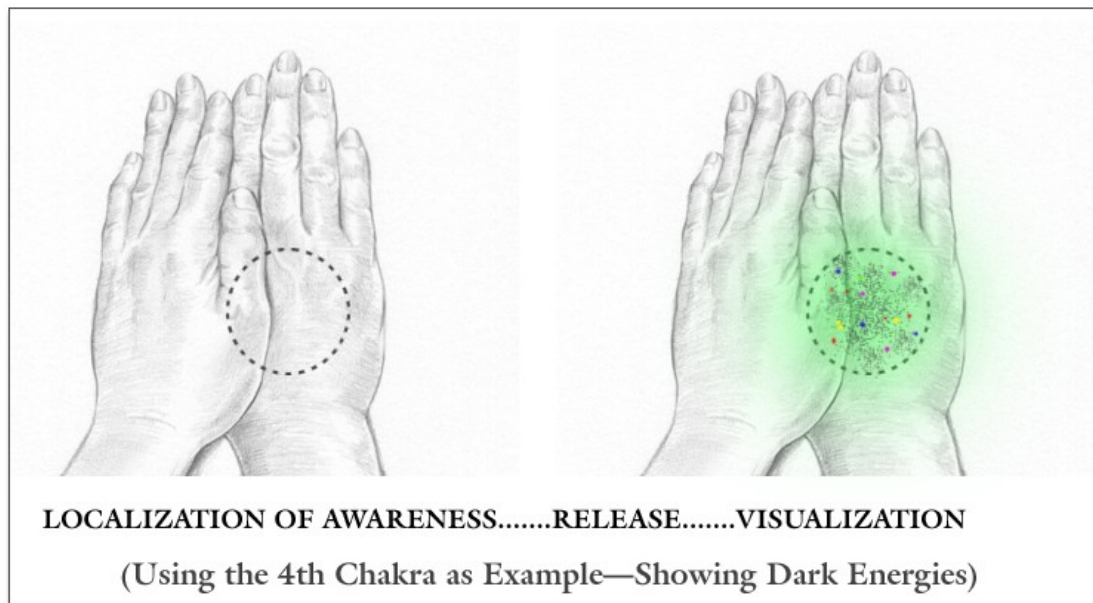 LOCALIZATION OF AWARENESS.......RELEASE.......VISUALIZATION
(Using the 4th Chakra as Example—Showing Dark Energies)